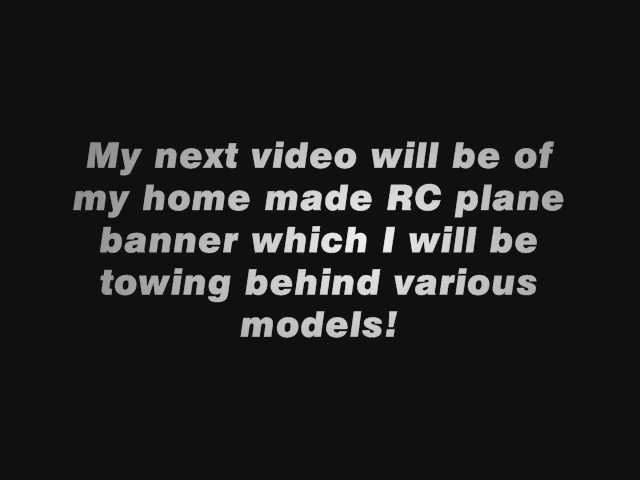 My next video will be of
my home made RC plane
banner which I will be
towing behind various
models!